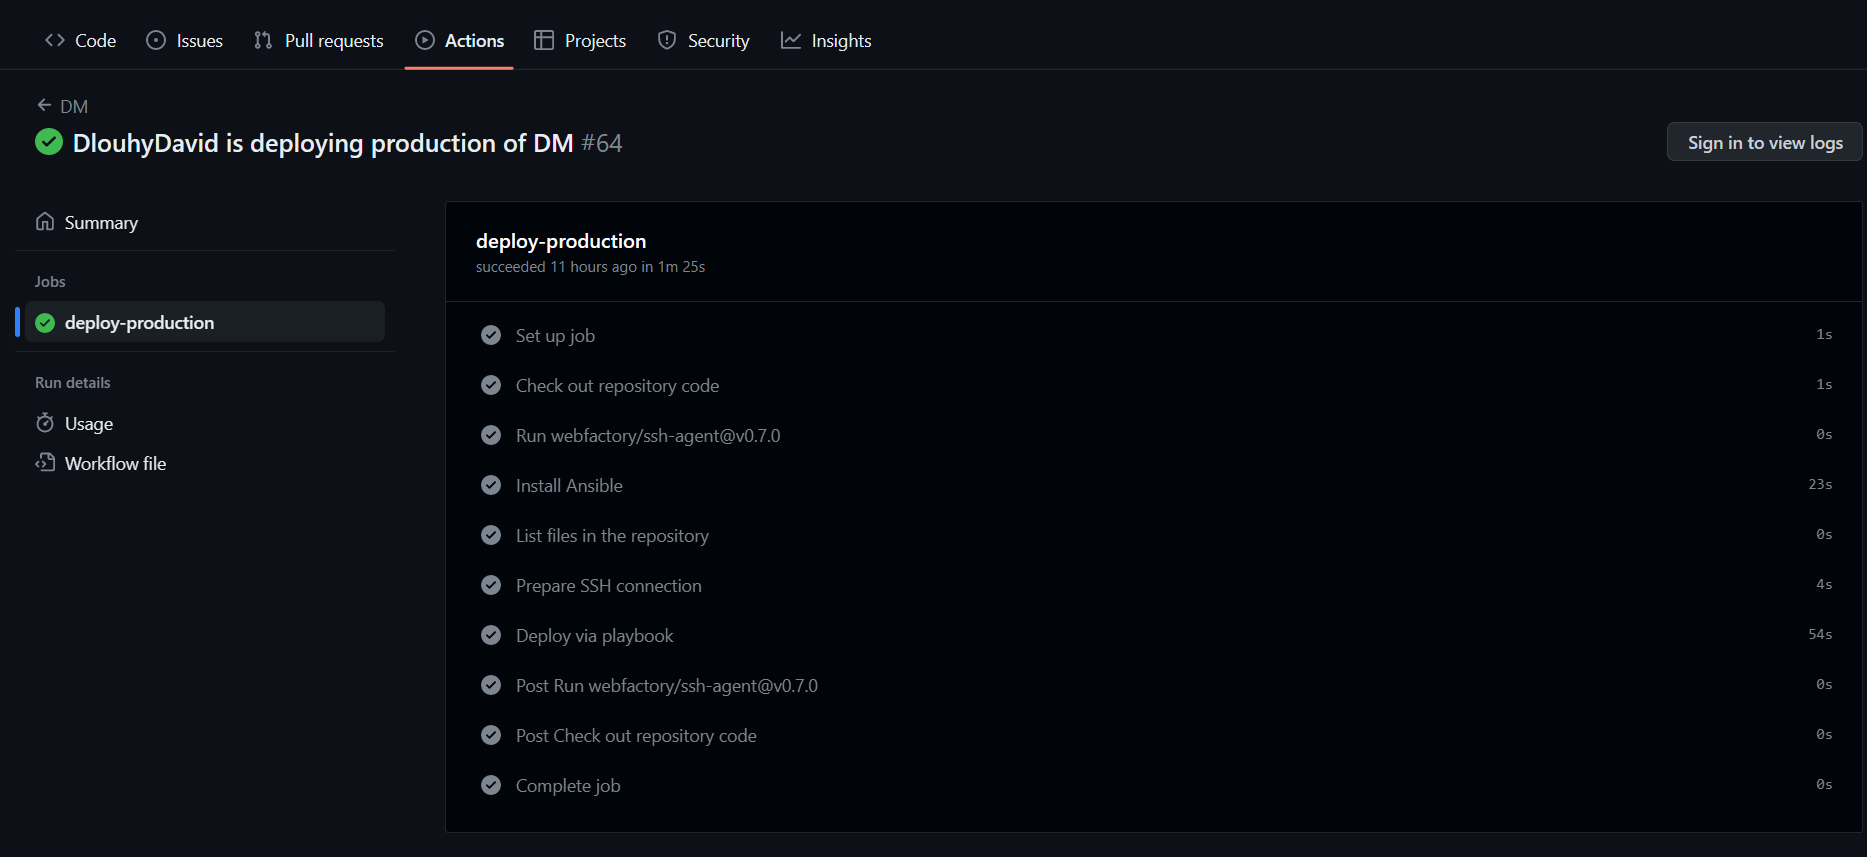 Code Issues Pull requests Actions Projects Security Insights
DM
DlouhyDavid is deploying production of DM #64
Sign in to view logs
Summary
Jobs
deploy-production
Run details
Usage
Workflow file
deploy-production
succeeded 11 hours ago in 1m 25s
Set up job 1s
Check out repository code 1s
Run webfactory/ssh-agent@v0.7.0 0s
Install Ansible 23s
List files in the repository 0s
Prepare SSH connection 4s
Deploy via playbook 54s
Post Run webfactory/ssh-agent@v0.7.0 0s
Post Check out repository code 0s
Complete job 0s